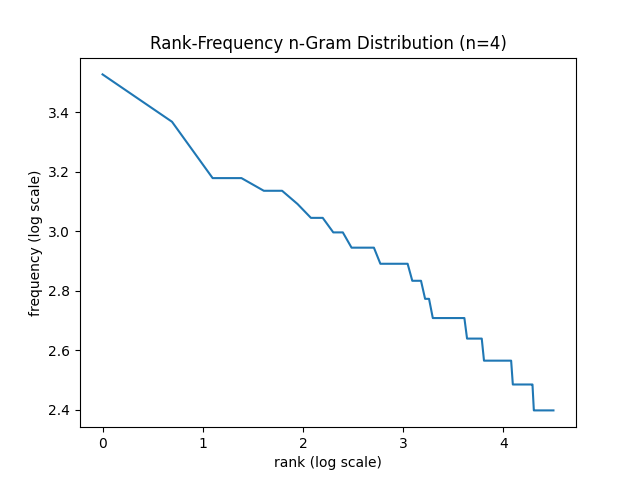 Rank-Frequency n-Gram Distribution (n=4)
frequency (log scale)
3.4
3.2
3.0
2.8
2.6
2.4
0 1 2 3 4
rank (log scale)